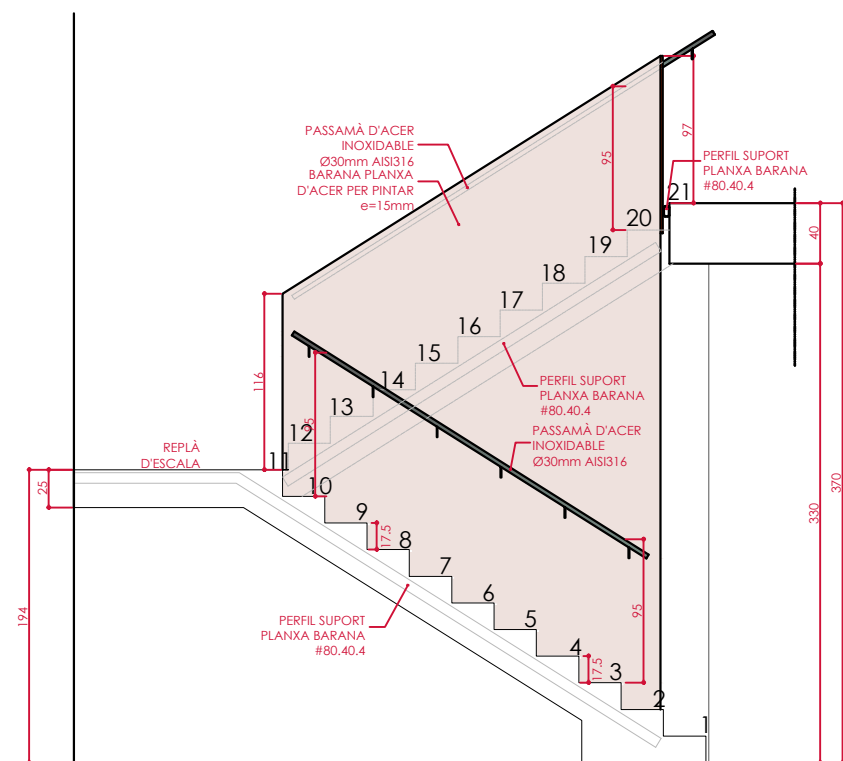 PASSAMÀ D'ACER
INOXIDABLE
Ø30mm AISI316
BARANA PLANXA
D'ACER PER PINTAR
e=15mm
95
97
PERFIL SUPORT
PLANXA BARANA
#80.40.4
21
20
19
18
17
16
15
14
13
12
11
40
116
95
PERFIL SUPORT
PLANXA BARANA
#80.40.4
PASSAMÀ D'ACER
INOXIDABLE
Ø30mm AISI316
REPLÀ
D'ESCALA
25
10
9
17.5
8
7
6
5
4
17.5
3
2
1
95
330
370
194
PERFIL SUPORT
PLANXA BARANA
#80.40.4